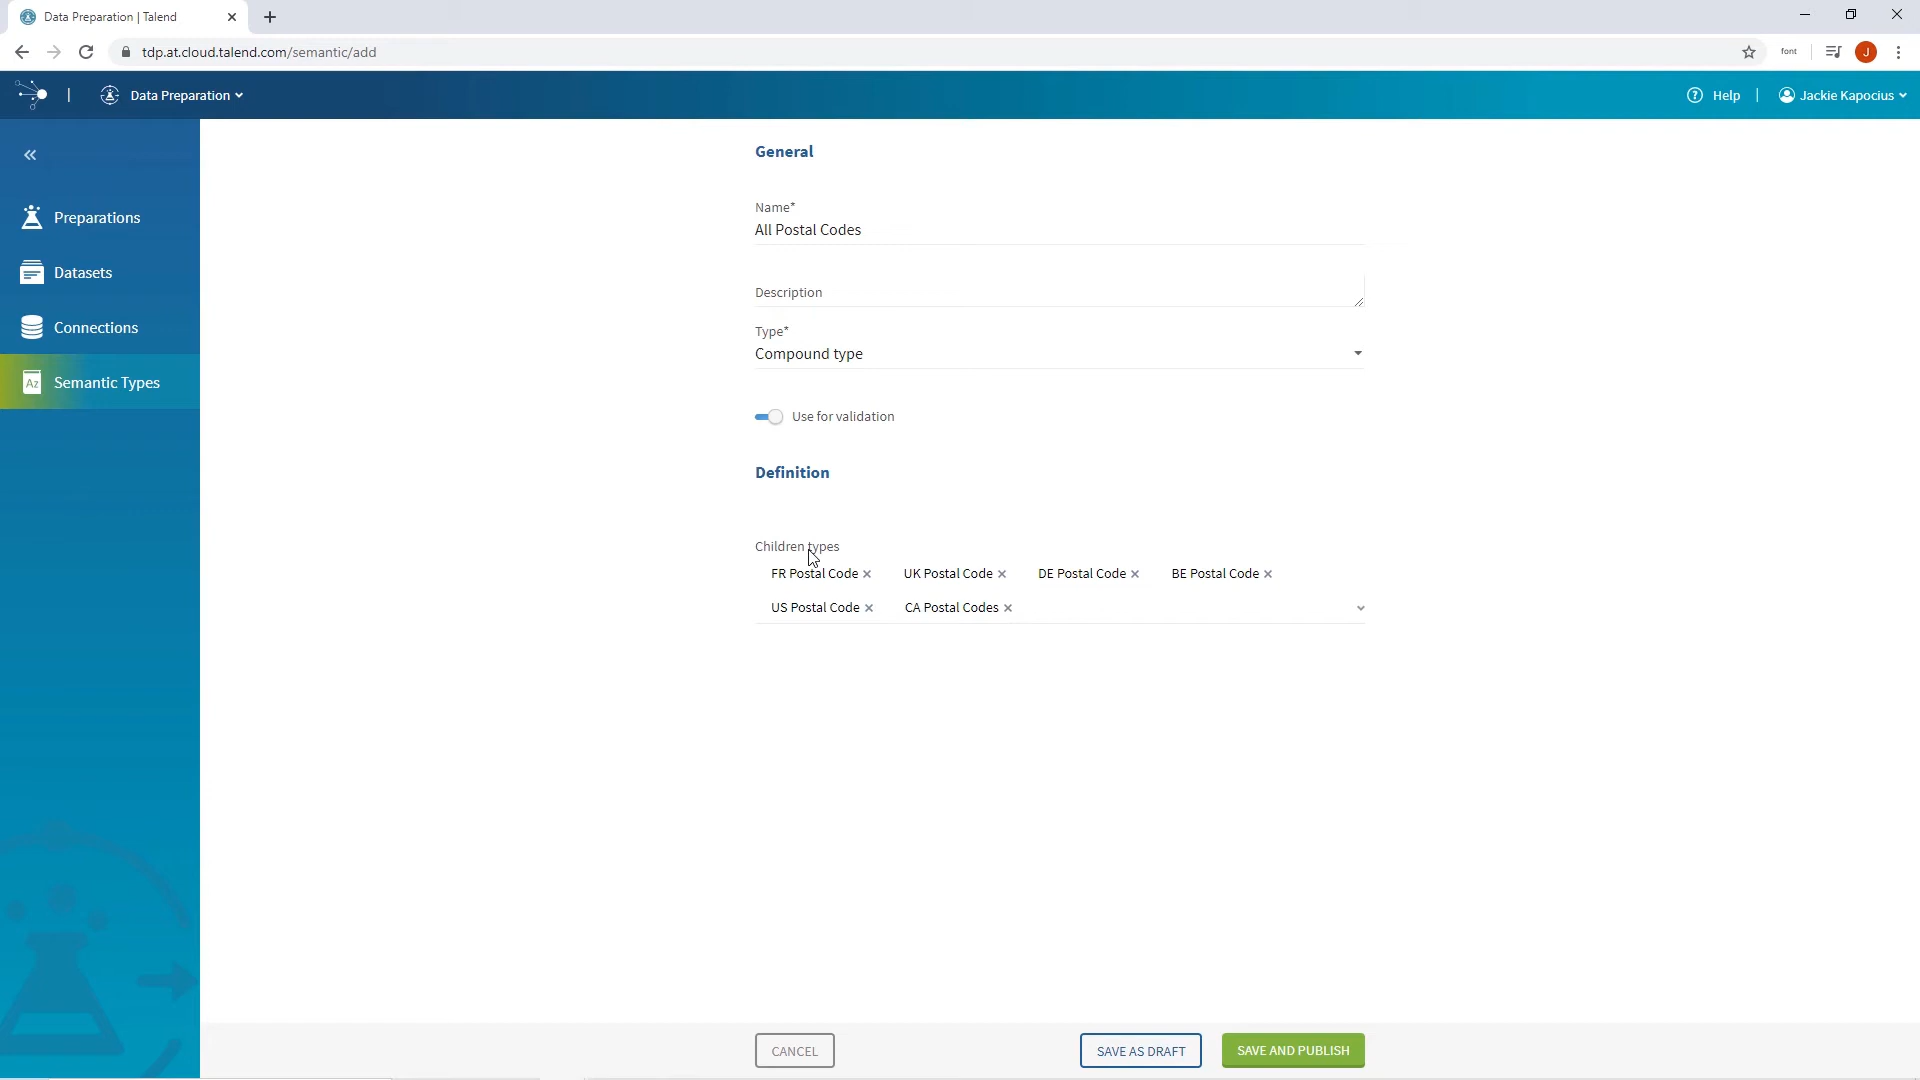 Data Preparation | Talend
tdp.at.cloud.talend.com/semantic/add
font
J
Data Preparation
Help
Jackie Kapocius
Preparations
Datasets
Connections
Az
Semantic Types
General
Name*
All Postal Codes
Description
Type*
Compound type
Use for validation
Definition
Children types
FR Postal Code × UK Postal Code × DE Postal Code × BE Postal Code ×
US Postal Code × CA Postal Codes ×
CANCEL
SAVE AS DRAFT
SAVE AND PUBLISH